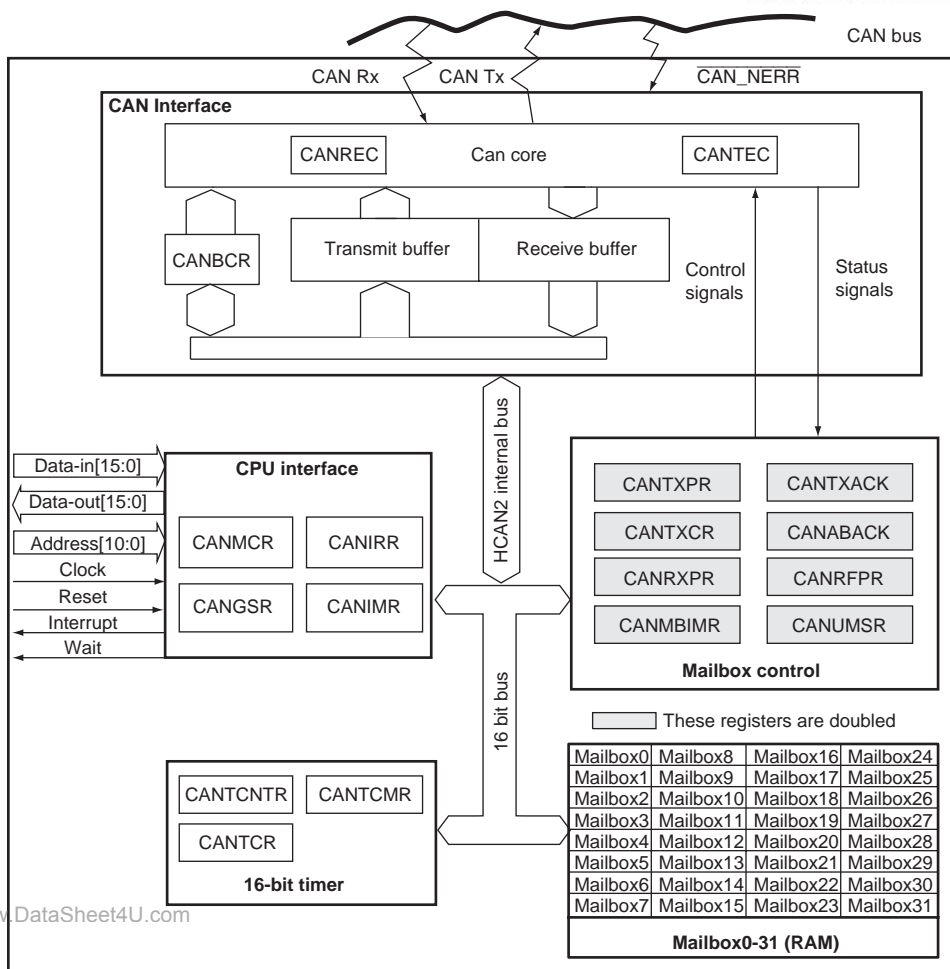 CAN bus
CAN Rx
CAN Tx
CAN_NERR
CAN Interface
CANREC
Can core
CANTEC
CANBCR
Transmit buffer
Receive buffer
Control
signals
Status
signals
HCAN2 internal bus
Data-in[15:0]
Data-out[15:0]
Address[10:0]
Clock
Reset
Interrupt
Wait
CPU interface
CANMCR
CANIRR
CANGSR
CANIMR
CANTXPR
CANTXACK
CANTXCR
CANABACK
CANRXPR
CANRFPR
CANMBIMR
CANUMSR
Mailbox control
16 bit bus
These registers are doubled
CANTCNTR
CANTCMR
CANTCR
16-bit timer
Mailbox0 Mailbox8 Mailbox16 Mailbox24
Mailbox1 Mailbox9 Mailbox17 Mailbox25
Mailbox2 Mailbox10 Mailbox18 Mailbox26
Mailbox3 Mailbox11 Mailbox19 Mailbox27
Mailbox4 Mailbox12 Mailbox20 Mailbox28
Mailbox5 Mailbox13 Mailbox21 Mailbox29
Mailbox6 Mailbox14 Mailbox22 Mailbox30
Mailbox7 Mailbox15 Mailbox23 Mailbox31
Mailbox0-31 (RAM)
w.DataSheet4U.com